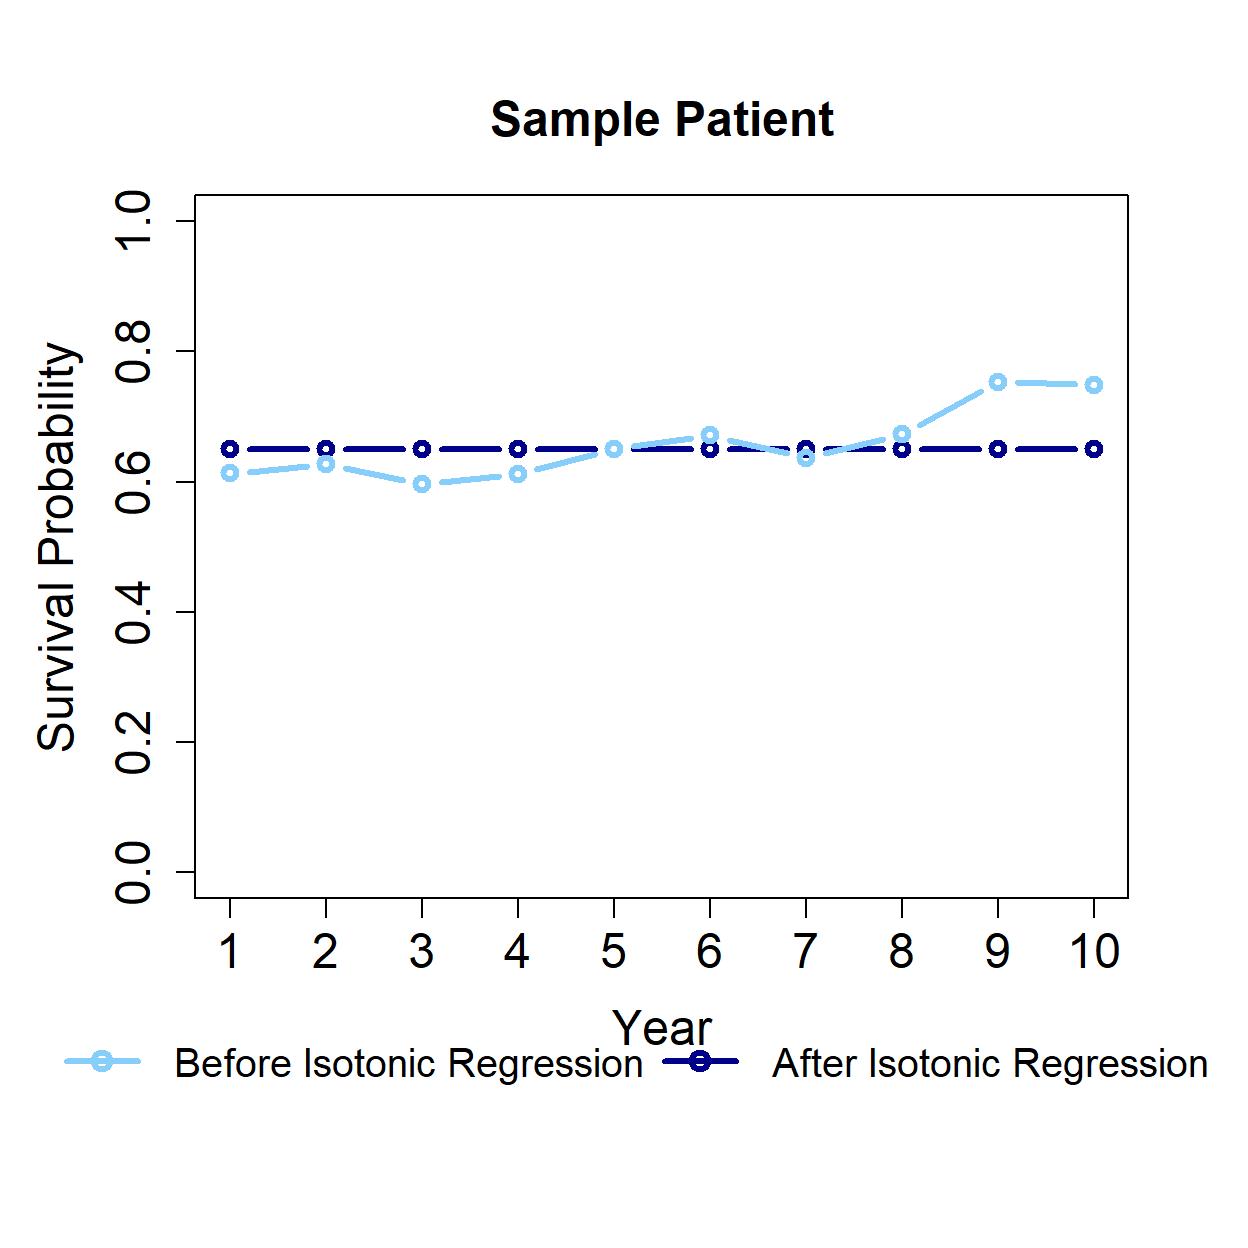 Sample Patient
Survival Probability
1.0
0.8
0.6
0.4
0.2
0.0
1 2 3 4 5 6 7 8 9 10
Year
Before Isotonic Regression After Isotonic Regression